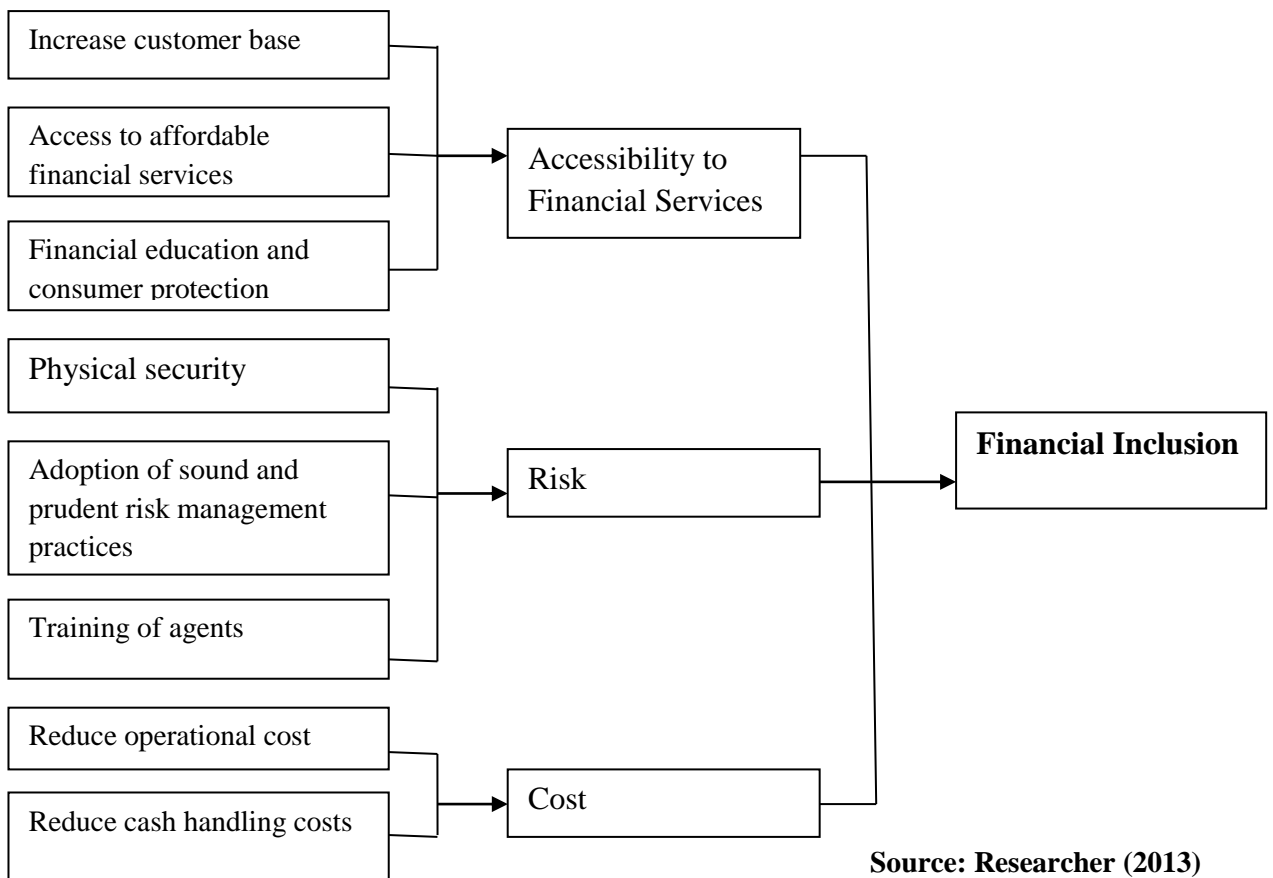 Increase customer base
Access to affordable
financial services
Financial education and
consumer protection
Accessibility to
Financial Services
Physical security
Adoption of sound and
prudent risk management
practices
Training of agents
Risk
Financial Inclusion
Reduce operational cost
Reduce cash handling costs
Cost
Source: Researcher (2013)